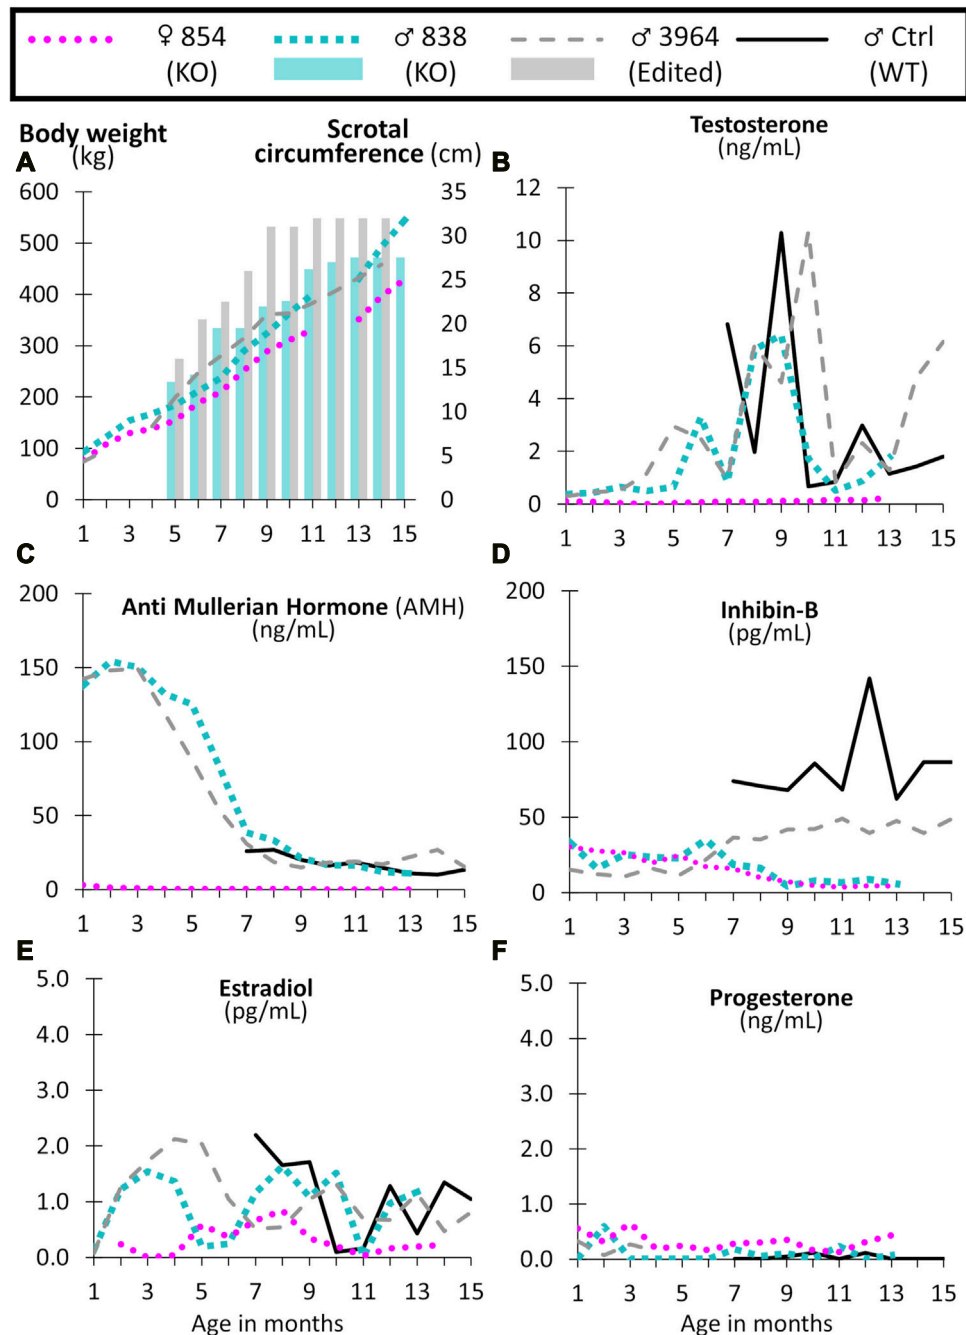 ♀ 854 ♂ 838 ♂ 3964 ♂ Ctrl
(KO) (KO) (Edited) (WT)
A
Body weight
(kg)
Scrotal
circumference (cm)
600
500
400
300
200
100
0
35
30
25
20
15
10
5
0
1 3 5 7 9 11 13 15
B
Testosterone
(ng/mL)
12
10
8
6
4
2
0
1 3 5 7 9 11 13 15
C
Anti Mullerian Hormone (AMH)
(ng/mL)
200
150
100
50
0
1 3 5 7 9 11 13 15
D
Inhibin-B
(pg/mL)
200
150
100
50
0
1 3 5 7 9 11 13 15
E
Estradiol
(pg/mL)
5.0
4.0
3.0
2.0
1.0
0.0
1 3 5 7 9 11 13 15
Age in months
F
Progesterone
(ng/mL)
5.0
4.0
3.0
2.0
1.0
0.0
1 3 5 7 9 11 13 15
Age in months